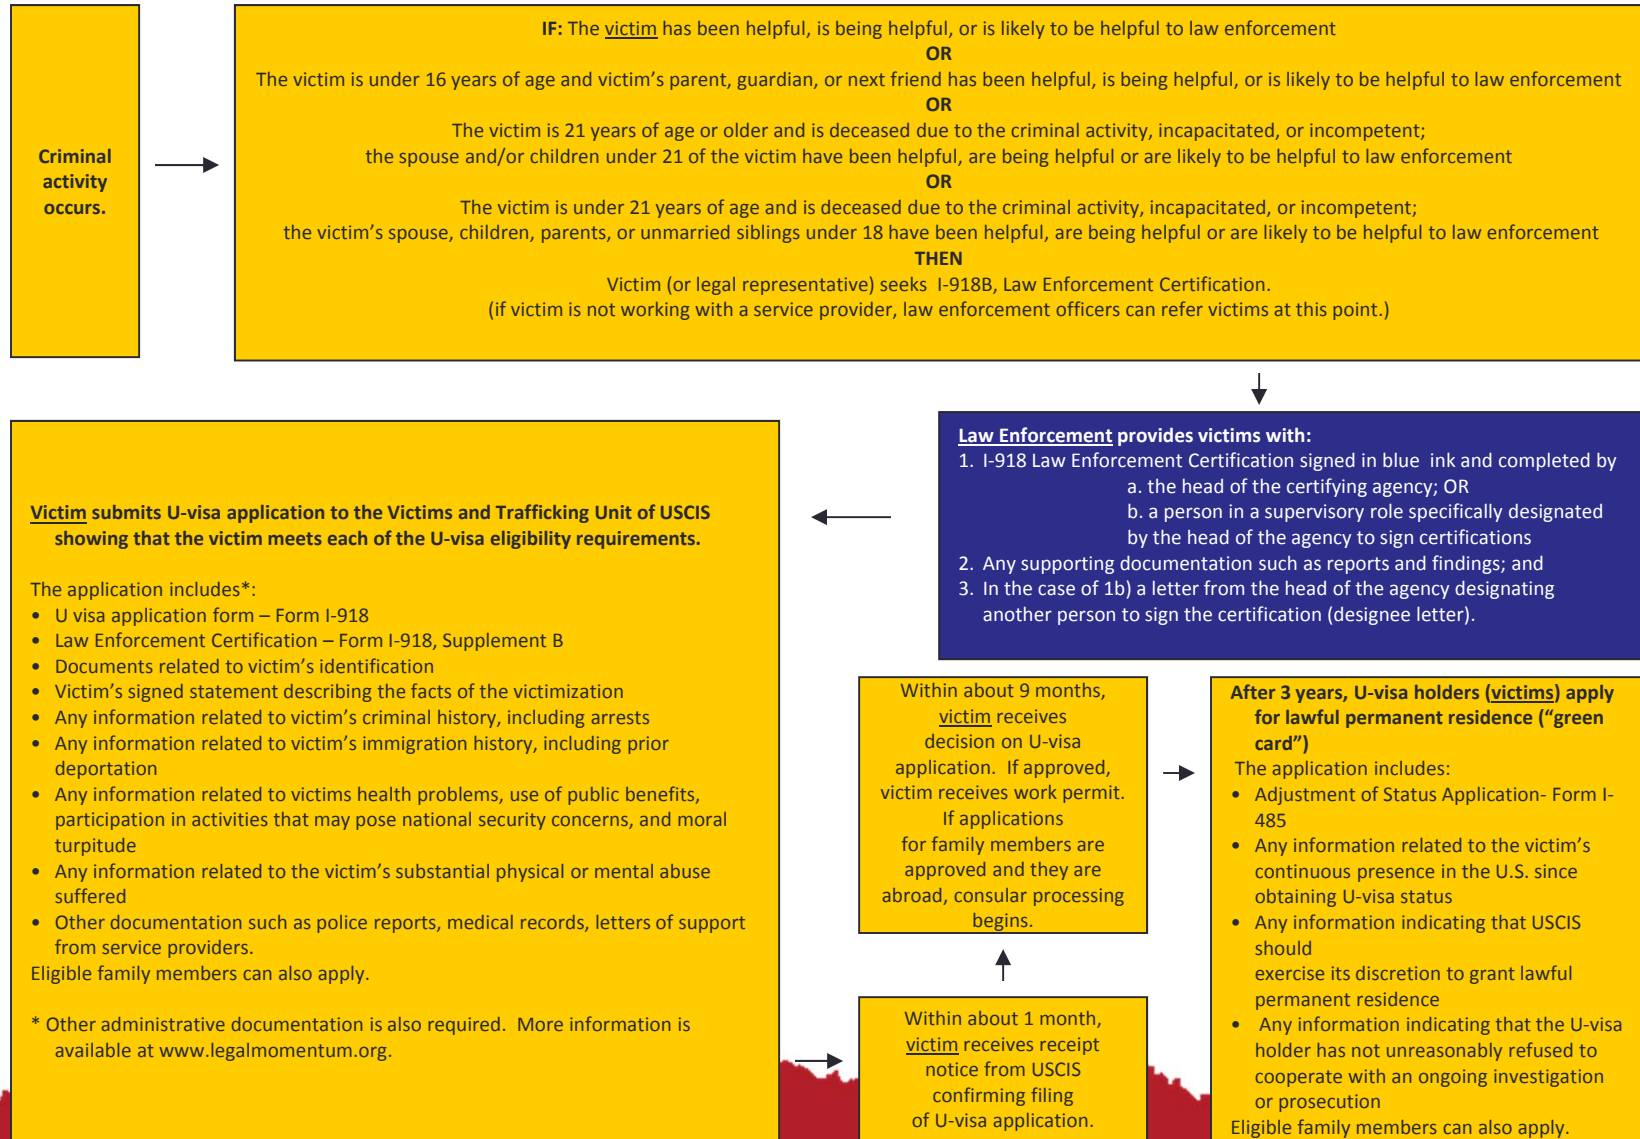 Criminal
activity
occurs.
IF: The victim has been helpful, is being helpful, or is likely to be helpful to law enforcement
OR
The victim is under 16 years of age and victim’s parent, guardian, or next friend has been helpful, is being helpful, or is likely to be helpful to law enforcement
OR
The victim is 21 years of age or older and is deceased due to the criminal activity, incapacitated, or incompetent;
the spouse and/or children under 21 of the victim have been helpful, are being helpful or are likely to be helpful to law enforcement
OR
The victim is under 21 years of age and is deceased due to the criminal activity, incapacitated, or incompetent;
the victim’s spouse, children, parents, or unmarried siblings under 18 have been helpful, are being helpful or are likely to be helpful to law enforcement
THEN
Victim (or legal representative) seeks I-918B, Law Enforcement Certification.
(if victim is not working with a service provider, law enforcement officers can refer victims at this point.)
Law Enforcement provides victims with:
1. I-918 Law Enforcement Certification signed in blue ink and completed by
a. the head of the certifying agency; OR
b. a person in a supervisory role specifically designated
by the head of the agency to sign certifications
2. Any supporting documentation such as reports and findings; and
3. In the case of 1b) a letter from the head of the agency designating
another person to sign the certification (designee letter).
Victim submits U-visa application to the Victims and Trafficking Unit of USCIS
showing that the victim meets each of the U-visa eligibility requirements.
The application includes*:
• U visa application form – Form I-918
• Law Enforcement Certification – Form I-918, Supplement B
• Documents related to victim’s identification
• Victim’s signed statement describing the facts of the victimization
• Any information related to victim’s criminal history, including arrests
• Any information related to victim’s immigration history, including prior
deportation
• Any information related to victims health problems, use of public benefits,
participation in activities that may pose national security concerns, and moral
turpitude
• Any information related to the victim’s substantial physical or mental abuse
suffered
• Other documentation such as police reports, medical records, letters of support
from service providers.
Eligible family members can also apply.
* Other administrative documentation is also required. More information is
available at www.legalmomentum.org.
Within about 1 month,
victim receives receipt
notice from USCIS
confirming filing
of U-visa application.
Within about 9 months,
victim receives
decision on U-visa
application. If approved,
victim receives work permit.
If applications
for family members are
approved and they are
abroad, consular processing
begins.
After 3 years, U-visa holders (victims) apply
for lawful permanent residence (“green
card”)
The application includes:
• Adjustment of Status Application- Form I-
485
• Any information related to the victim’s
continuous presence in the U.S. since
obtaining U-visa status
• Any information indicating that USCIS
should
exercise its discretion to grant lawful
permanent residence
• Any information indicating that the U-visa
holder has not unreasonably refused to
cooperate with an ongoing investigation
or prosecution
Eligible family members can also apply.